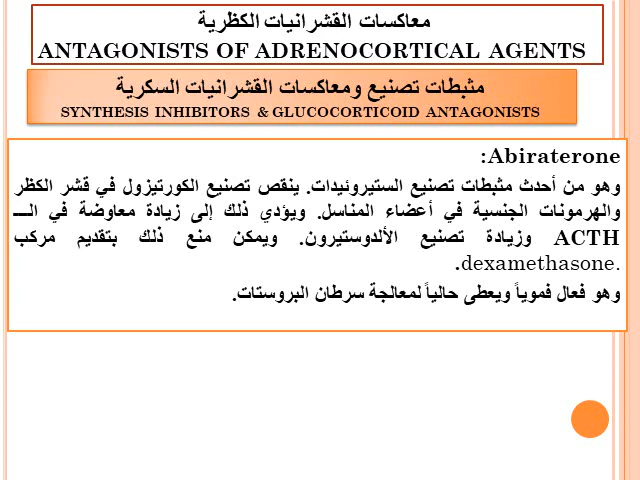 معاكسات القشرانيات الكظرية
ANTAGONISTS OF ADRENOCORTICAL AGENTS
مثبطات تصنيع ومعاكسات القشرانيات السكرية
SYNTHESIS INHIBITORS & GLUCOCORTICOID ANTAGONISTS
Abiraterone:
وهو من أحدث مثبطات تصنيع الستيروئيدات. ينقص تصنيع الكورتيزول في قشر الكظر
والهرمونات الجنسية في أعضاء المناسل. ويؤدي ذلك إلى زيادة معاوضة في الـــ
ACTH وزيادة تصنيع الألدوستيرون. ويمكن منع ذلك بتقديم مركب
dexamethasone..
وهو فعال فموياً ويعطى حالياً لمعالجة سرطان البروستات.